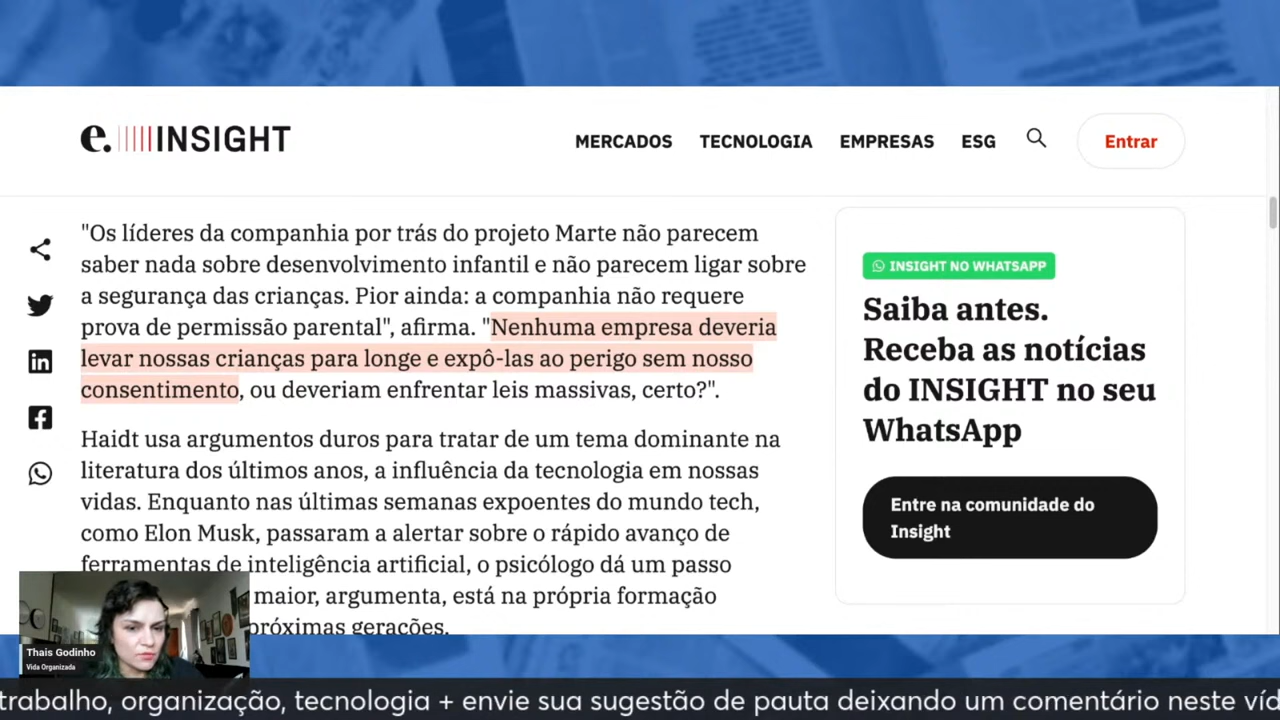 e. INSIGHT
MERCADOS TECNOLOGIA EMPRESAS ESG Entrar
"Os líderes da companhia por trás do projeto Marte não parecem
saber nada sobre desenvolvimento infantil e não parecem ligar sobre
a segurança das crianças. Pior ainda: a companhia não requere
prova de permissão parental", afirma. "Nenhuma empresa deveria
levar nossas crianças para longe e expô-las ao perigo sem nosso
consentimento, ou deveriam enfrentar leis massivas, certo?".
Haidt usa argumentos duros para tratar de um tema dominante na
literatura dos últimos anos, a influência da tecnologia em nossas
vidas. Enquanto nas últimas semanas expoentes do mundo tech,
como Elon Musk, passaram a alertar sobre o rápido avanço de
ferramentas de inteligência artificial, o psicólogo dá um passo
maior, argumenta, está na própria formação
próximas gerações.
INSIGHT NO WHATSAPP
Saiba antes.
Receba as notícias
do INSIGHT no seu
WhatsApp
Entre na comunidade do
Insight
Thais Godinho
Vida Organizada
trabalho, organização, tecnologia + envie sua sugestão de pauta deixando um comentário neste víd